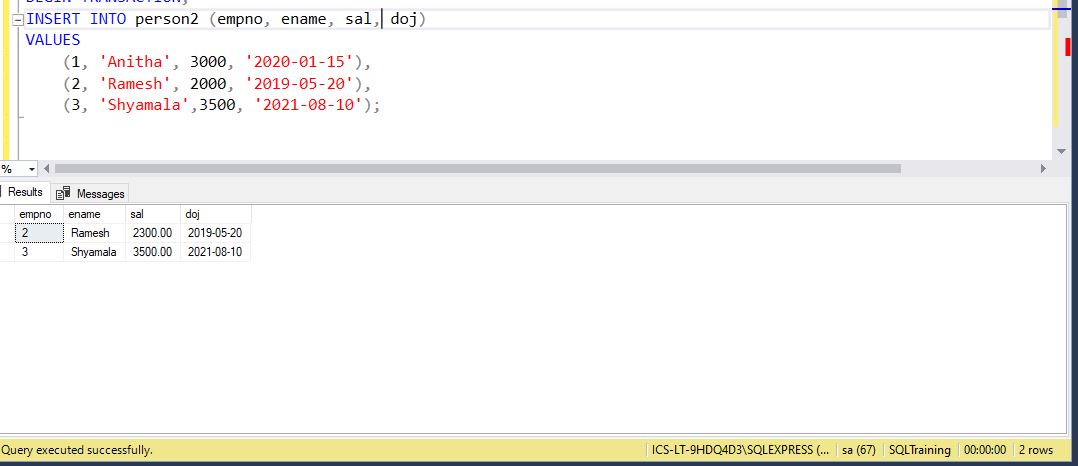 BEGIN TRANSACTION;
INSERT INTO person2 (empno, ename, sal, doj)
VALUES
(1, 'Anitha', 3000, '2020-01-15'),
(2, 'Ramesh', 2000, '2019-05-20'),
(3, 'Shyamala',3500, '2021-08-10');
%
Results Messages
empno ename sal doj
2 Ramesh 2300.00 2019-05-20
3 Shyamala 3500.00 2021-08-10
Query executed successfully. ICS-LT-9HDQ4D3\SQLEXPRESS (... sa (67) SQLTraining 00:00:00 2 rows